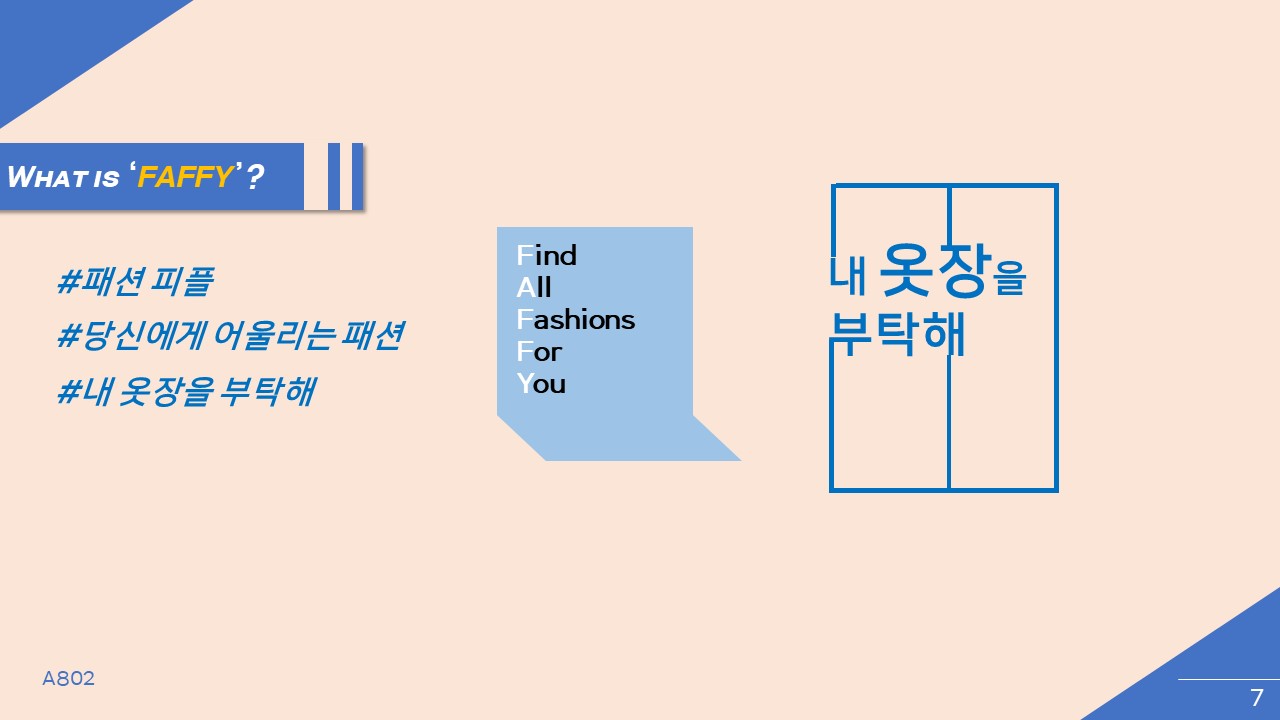 WHAT IS ‘FAFFY’?
#패션 피플
#당신에게 어울리는 패션
#내 옷장을 부탁해
Find
All
Fashions
For
You
내 옷장을
부탁해
A802
7